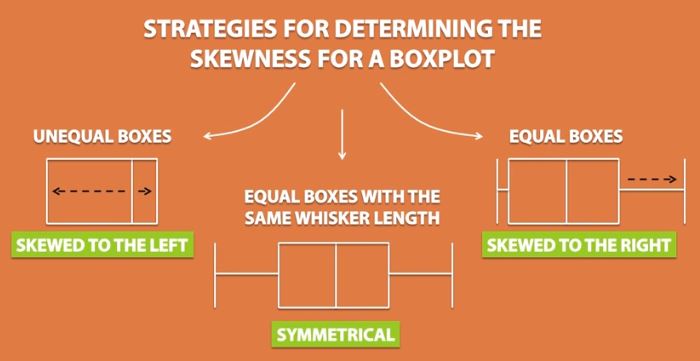 STRATEGIES FOR DETERMINING THE
SKEWNESS FOR A BOXPLOT
UNEQUAL BOXES
SKEWED TO THE LEFT
EQUAL BOXES WITH THE
SAME WHISKER LENGTH
SYMMETRICAL
EQUAL BOXES
SKEWED TO THE RIGHT